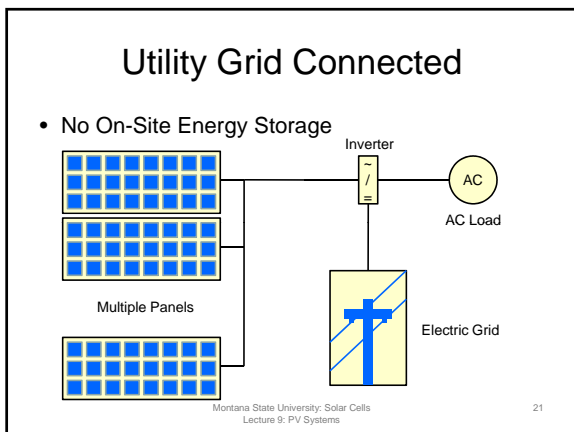 Utility Grid Connected
• No On-Site Energy Storage
Inverter
~
/
=
AC
AC Load
Multiple Panels
Electric Grid
Montana State University: Solar Cells
Lecture 9: PV Systems
21